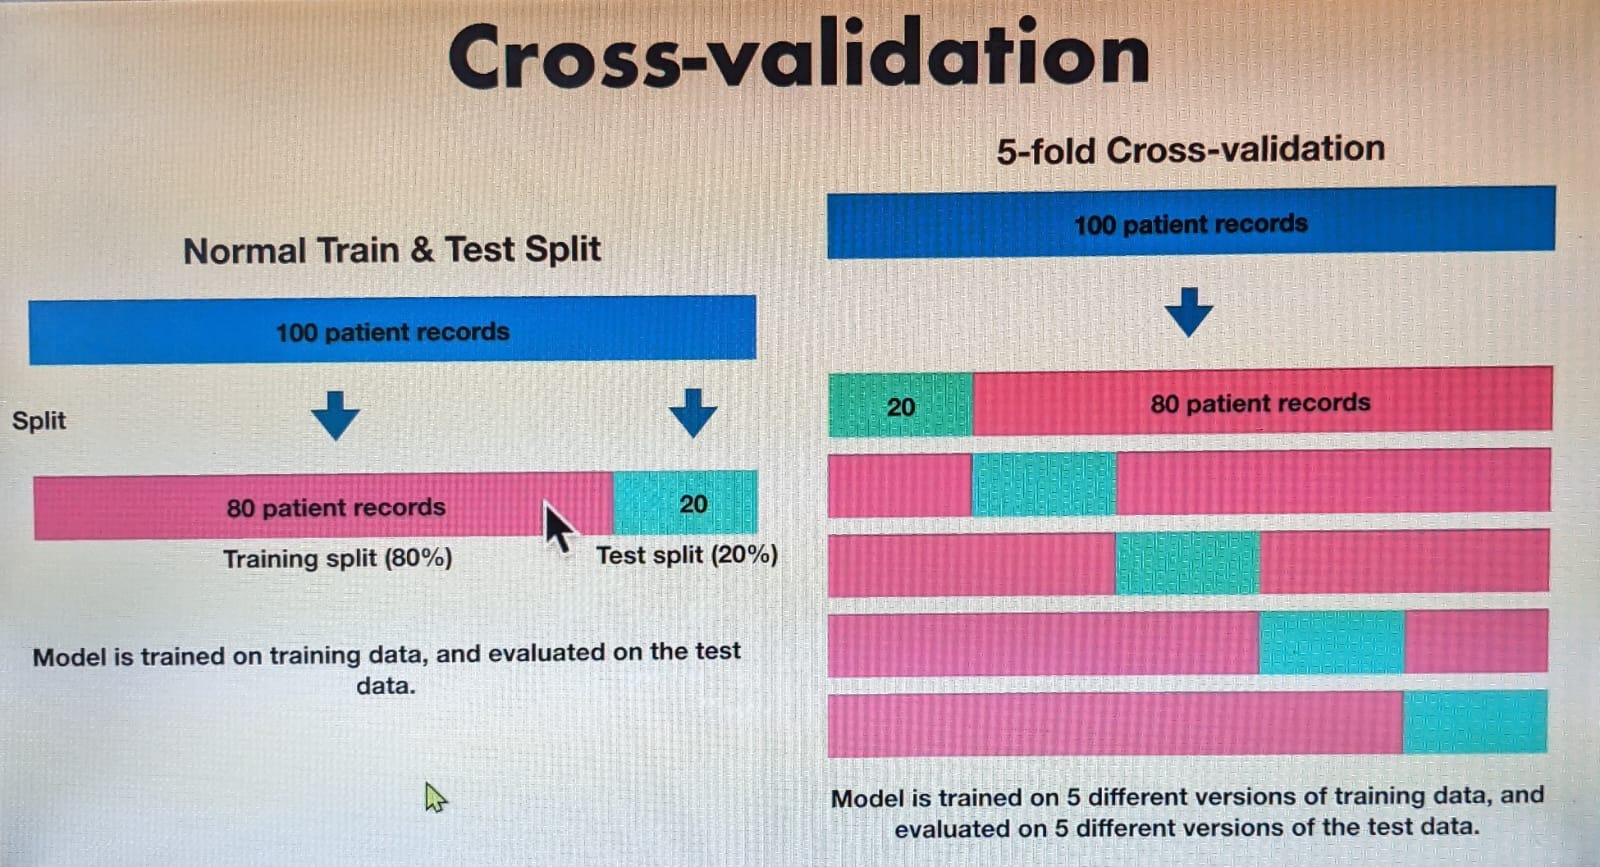 Cross-validation
Normal Train & Test Split
100 patient records
Split
80 patient records
20
Training split (80%)
Test split (20%)
Model is trained on training data, and evaluated on the test
data.
5-fold Cross-validation
100 patient records
20
80 patient records
Model is trained on 5 different versions of training data, and
evaluated on 5 different versions of the test data.